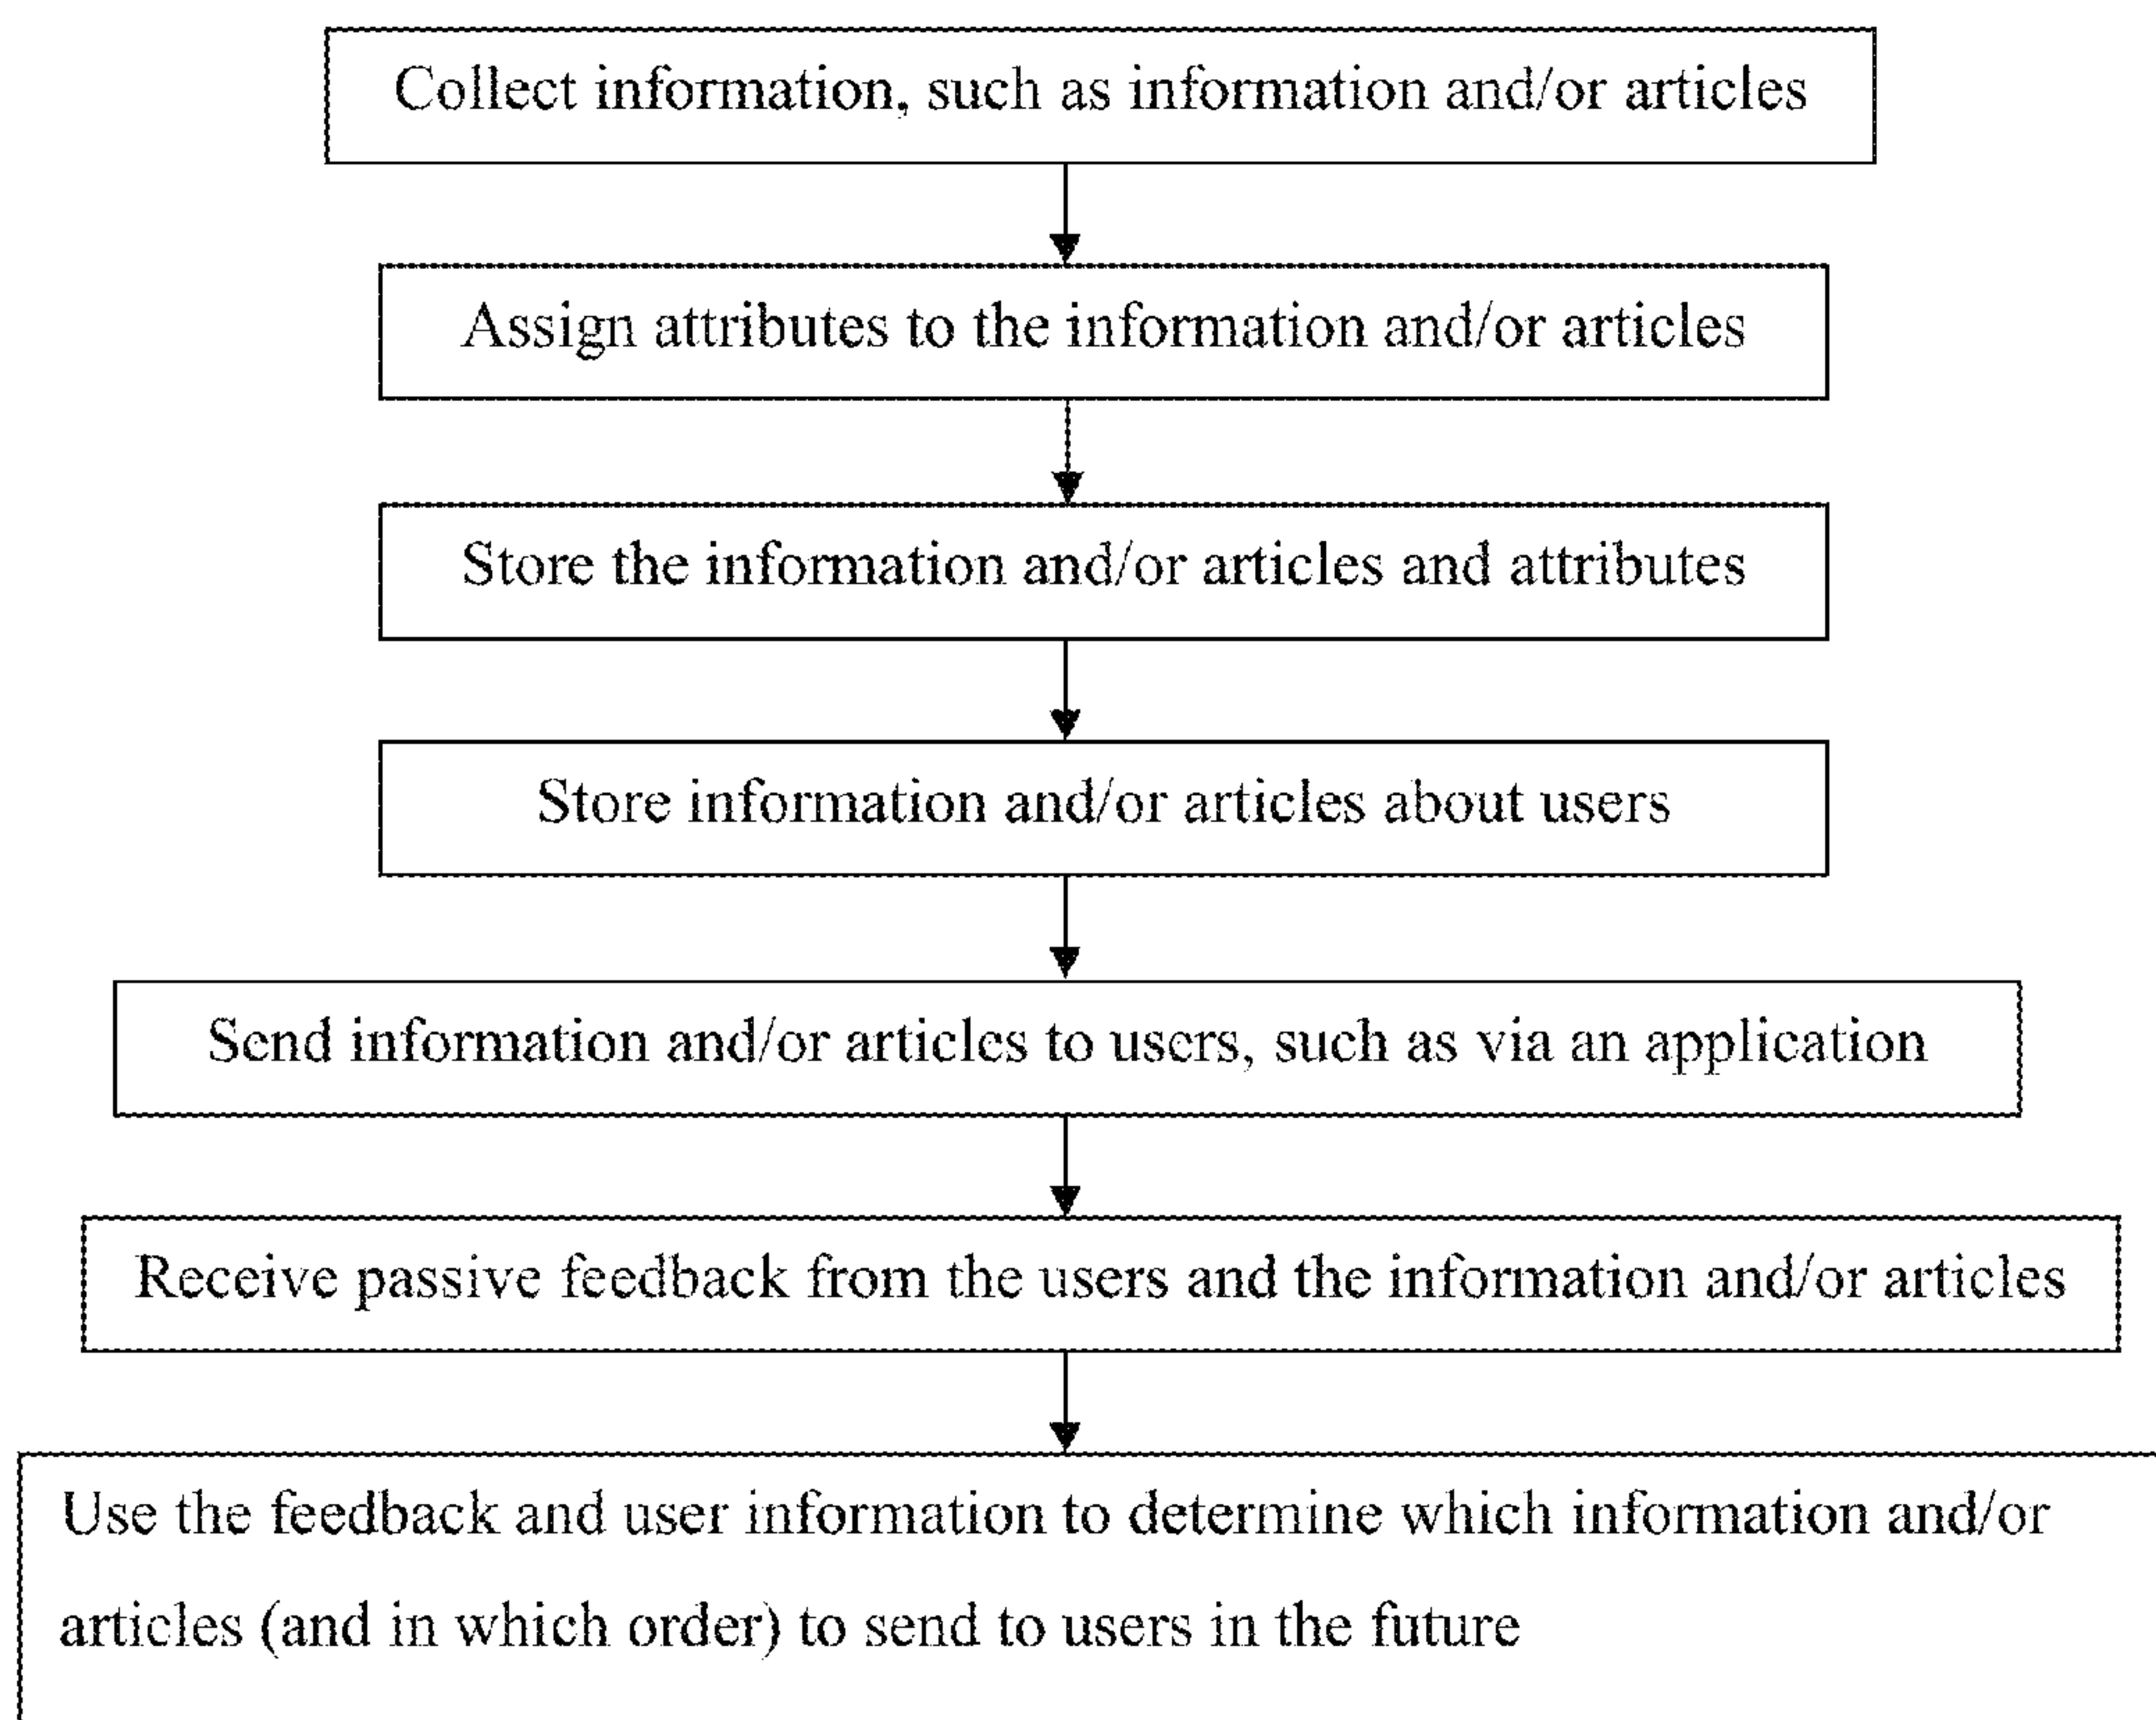 Collect information, such as information and/or articles
Assign attributes to the information and/or articles
Store the information and/or articles and attributes
Store information and/or articles about users
Send information and/or articles to users, such as via an application
Receive passive feedback from the users and the information and/or articles
Use the feedback and user information to determine which information and/or
articles (and in which order) to send to users in the future